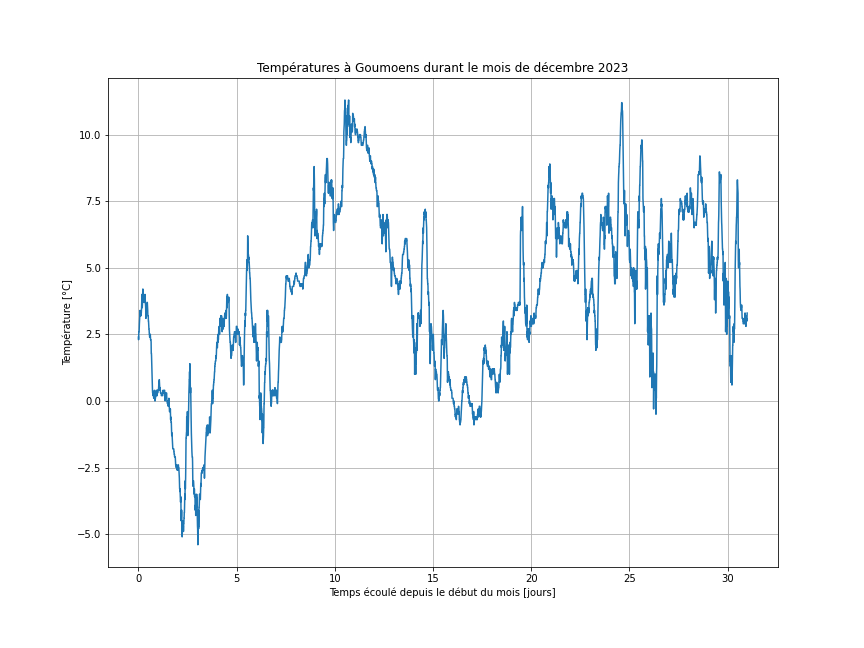 Températures à Goumoens durant le mois de décembre 2023
Température [°C]
10.0
7.5
5.0
2.5
0.0
−2.5
−5.0
0 5 10 15 20 25 30
Temps écoulé depuis le début du mois [jours]